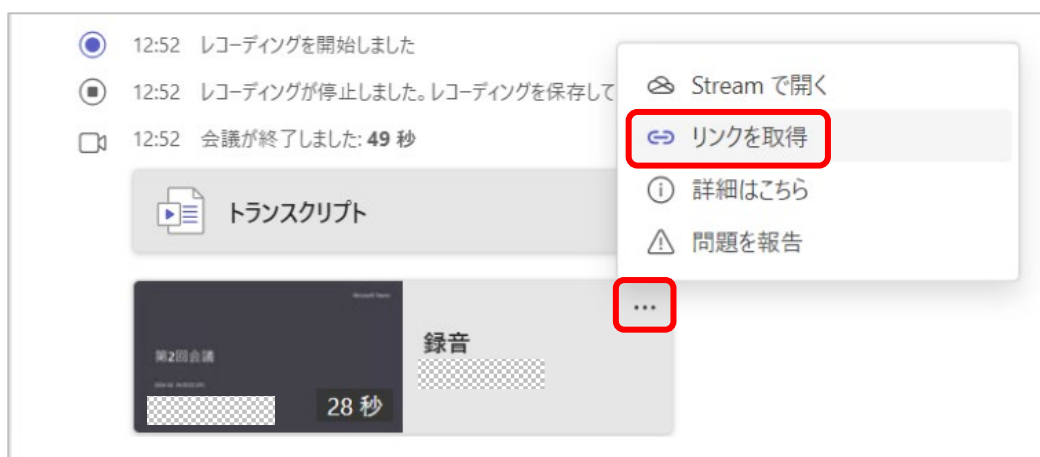 12:52 レコーディングを開始しました
12:52 レコーディングが停止しました。レコーディングを保存して
12:52 会議が終了しました: 49 秒
トランスクリプト
Stream で開く
リンクを取得
詳細はこちら
問題を報告
...
第2回会議
28 秒
録音